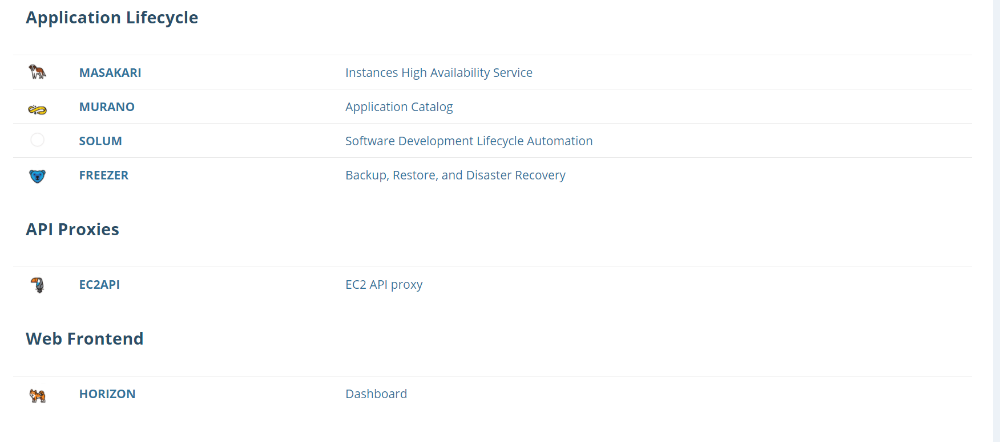 Application Lifecycle
MASAKARI Instances High Availability Service
MURANO Application Catalog
SOLUM Software Development Lifecycle Automation
FREEZER Backup, Restore, and Disaster Recovery
API Proxies
EC2API EC2 API proxy
Web Frontend
HORIZON Dashboard